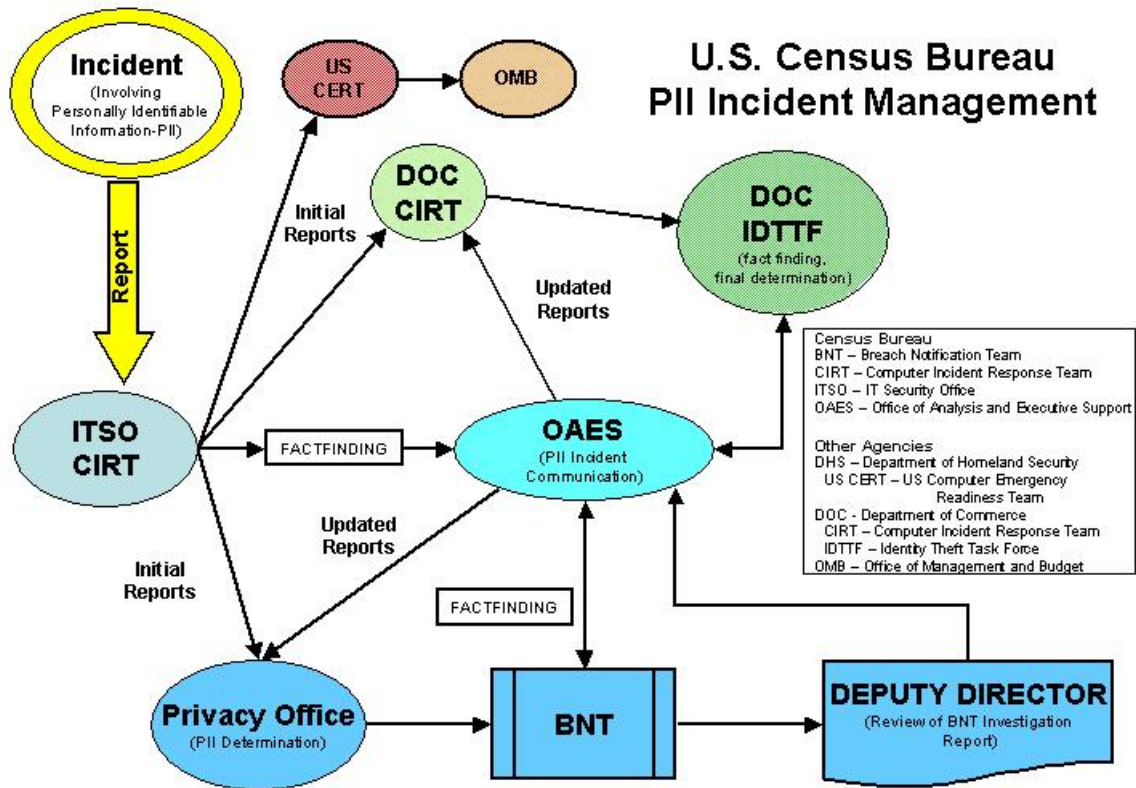 U.S. Census Bureau
PII Incident Management
Incident
(Involving
Personally Identifiable
Information-PII)
Report
US
CERT
OMB
DOC
CIRT
DOC
IDTTF
(fact finding,
final determination)
Initial
Reports
Updated
Reports
ITSO
CIRT
FACTFINDING
OAES
(PII Incident
Communication)
Census Bureau
BNT – Breach Notification Team
CIRT – Computer Incident Response Team
ITSO – IT Security Office
OAES – Office of Analysis and Executive Support
Other Agencies
DHS – Department of Homeland Security
US CERT – US Computer Emergency
Readiness Team
DOC - Department of Commerce
CIRT – Computer Incident Response Team
IDTTF – Identity Theft Task Force
OMB – Office of Management and Budget
Updated
Reports
Initial
Reports
FACTFINDING
Privacy Office
(PII Determination)
BNT
DEPUTY DIRECTOR
(Review of BNT Investigation
Report)